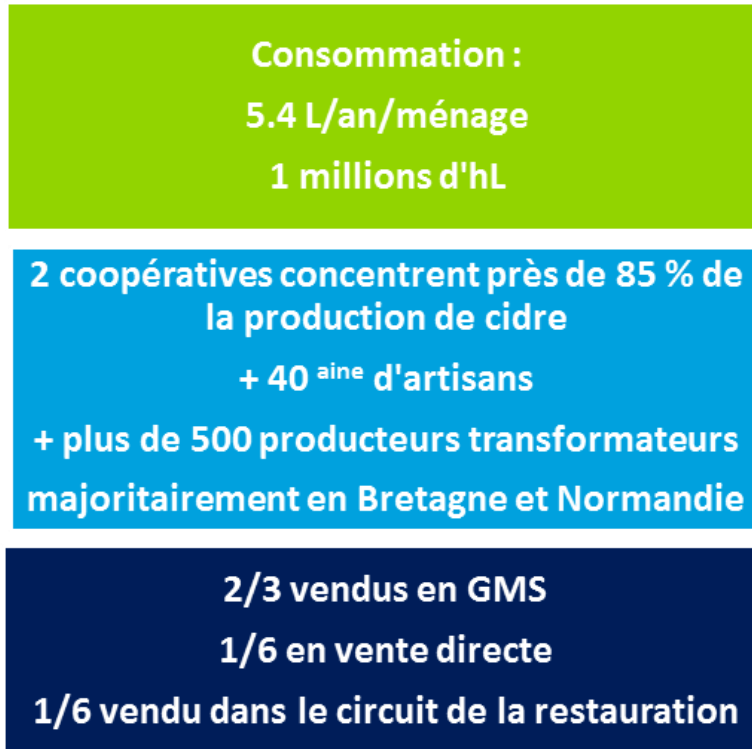 Consommation :
5.4 L/an/ménage
1 millions d'hL
2 coopératives concentrent près de 85 % de
la production de cidre
+ 40 aine d'artisans
+ plus de 500 producteurs transformateurs
majoritairement en Bretagne et Normandie
2/3 vendus en GMS
1/6 en vente directe
1/6 vendu dans le circuit de la restauration